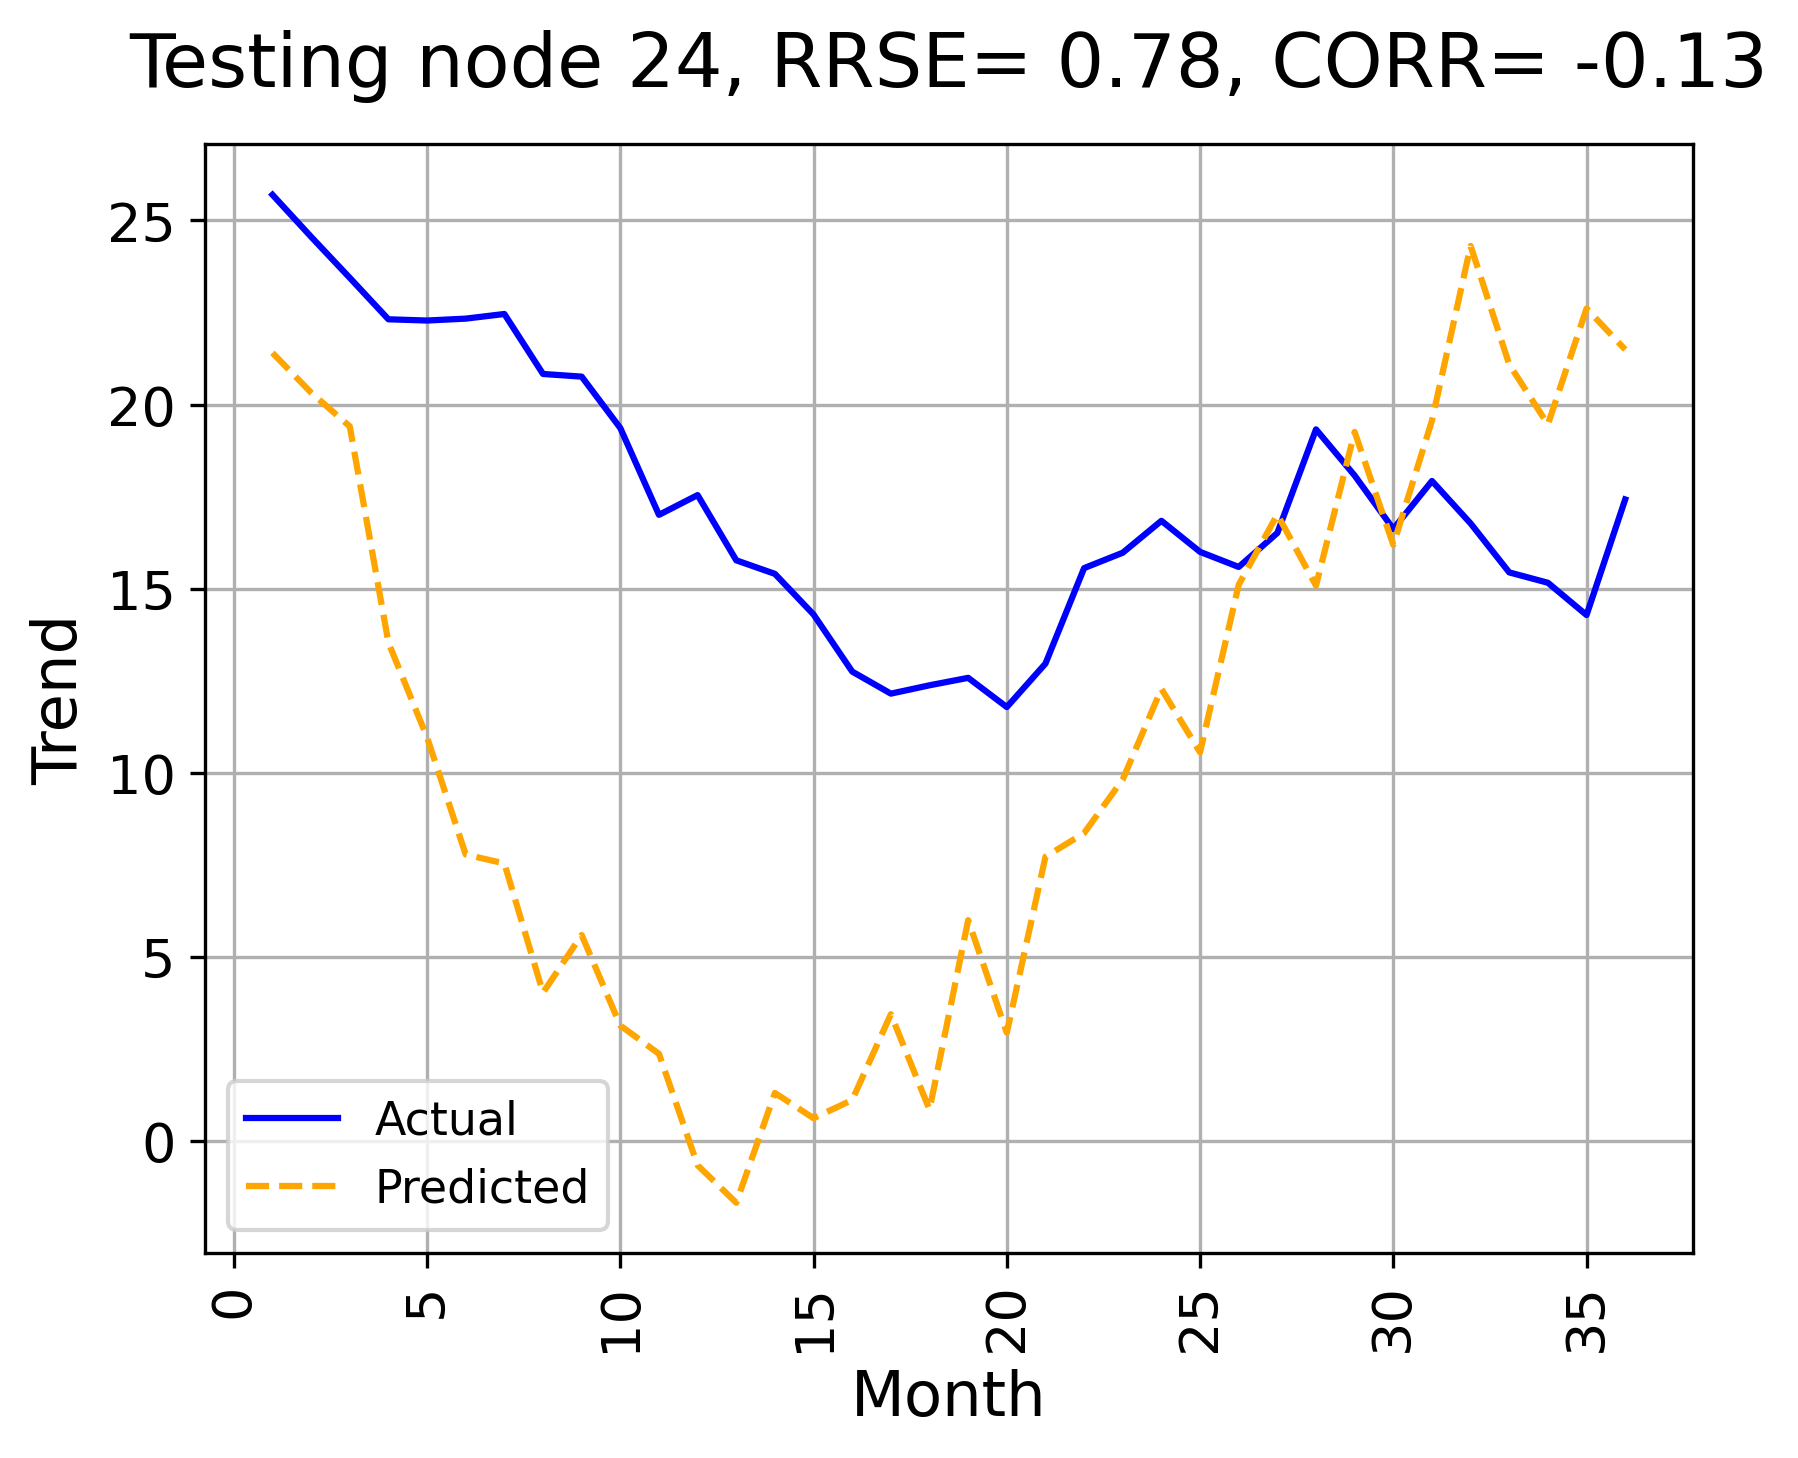 Testing node 24, RRSE= 0.78, CORR= -0.13
Trend
25
20
15
10
5
0
Actual
Predicted
0 5 10 15 20 25 30 35
Month